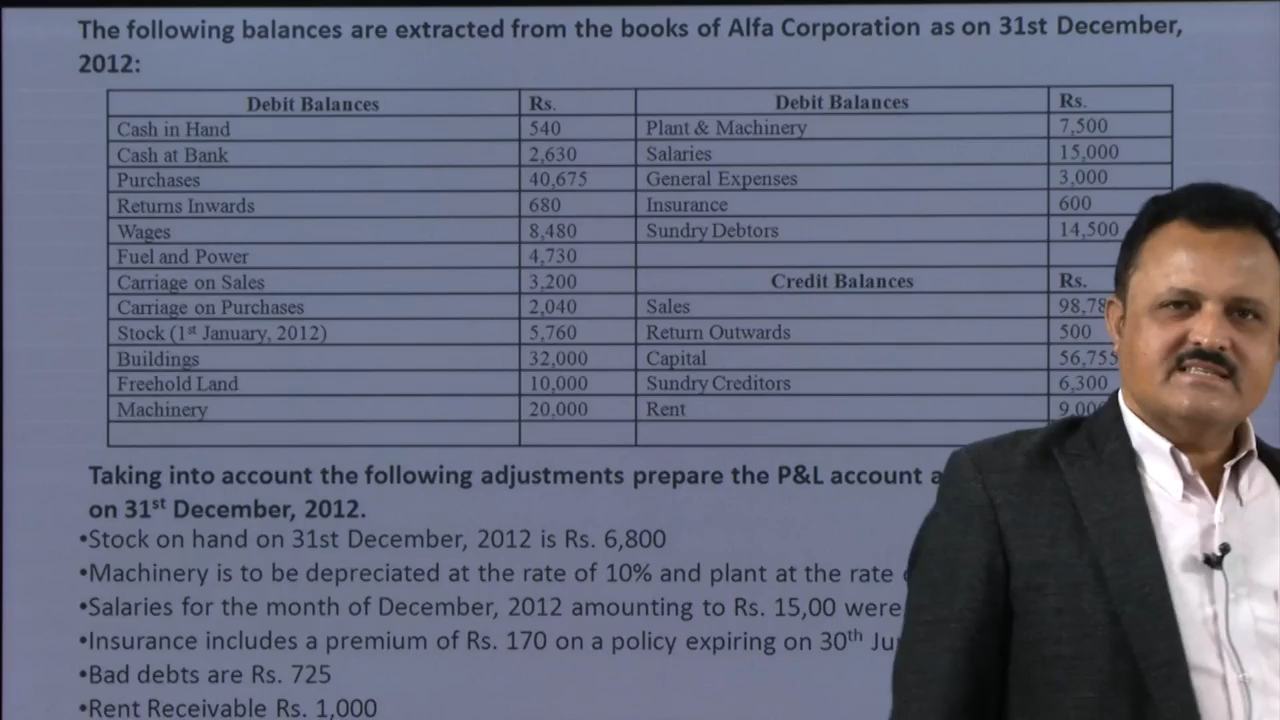 The following balances are extracted from the books of Alfa Corporation as on 31st December,
2012:
Debit Balances Rs. Debit Balances Rs.
Cash in Hand 540 Plant & Machinery 7,500
Cash at Bank 2,630 Salaries 15,000
Purchases 40,675 General Expenses 3,000
Returns Inwards 680 Insurance 600
Wages 8,480 Sundry Debtors 14,500
Fuel and Power 4,730
Carriage on Sales 3,200 Credit Balances Rs.
Carriage on Purchases 2,040 Sales
Stock (1st January, 2012) 5,760 Return Outwards 500
Buildings 32,000 Capital 56,755
Freehold Land 10,000 Sundry Creditors 6,300
Machinery 20,000 Rent
Taking into account the following adjustments prepare the P&L account
on 31st December, 2012.
•Stock on hand on 31st December, 2012 is Rs. 6,800
•Machinery is to be depreciated at the rate of 10% and plant at the rate
•Salaries for the month of December, 2012 amounting to Rs. 15,00 were
•Insurance includes a premium of Rs. 170 on a policy expiring on 30th
•Bad debts are Rs. 725
•Rent Receivable Rs. 1,000